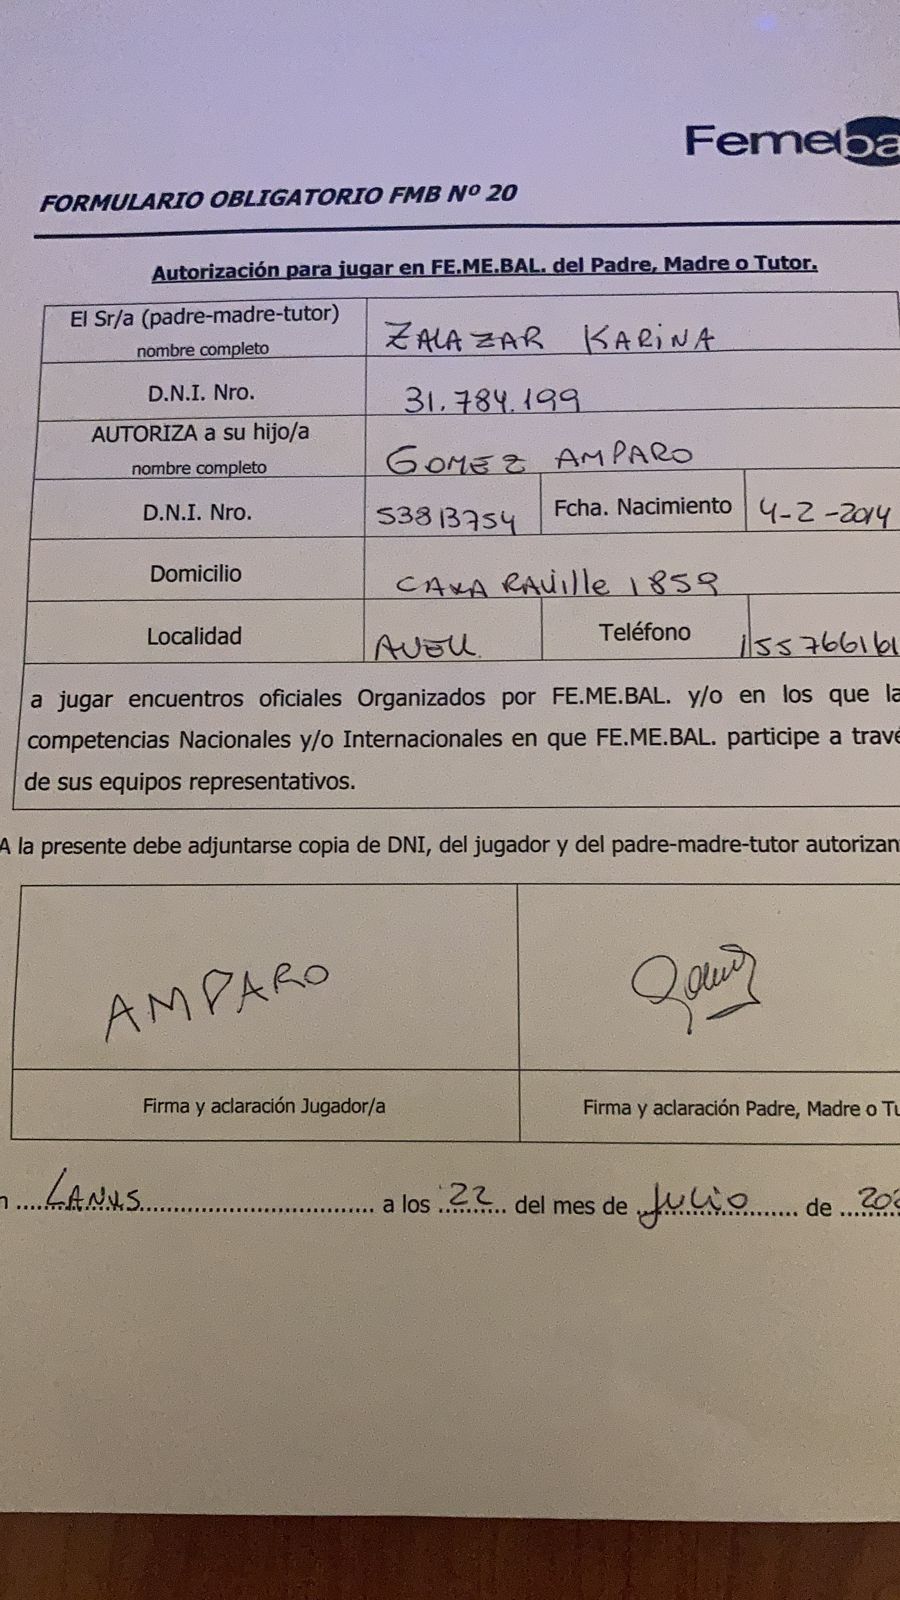 Femeba
FORMULARIO OBLIGATORIO FMB Nº 20
Autorización para jugar en FE.ME.BAL. del Padre, Madre o Tutor.
El Sr/a (padre-madre-tutor)
nombre completo
ZALAZAR KARINA
D.N.I. Nro.
31.784.199
AUTORIZA a su hijo/a
nombre completo
GOMEZ AMPARO
D.N.I. Nro.
53813754
Fcha. Nacimiento
4-2-2014
Domicilio
CAXARAVille 1859
Localidad
AVELL.
Teléfono
155766161
a jugar encuentros oficiales Organizados por FE.ME.BAL. y/o en los que la
competencias Nacionales y/o Internacionales en que FE.ME.BAL. participe a travé
de sus equipos representativos.
A la presente debe adjuntarse copia de DNI, del jugador y del padre-madre-tutor autorizan
AMPARO
Firma y aclaración Jugador/a
Firma y aclaración Padre, Madre o Tu
n .... LANUS .... a los .22. del mes de JULIO .... de ..202